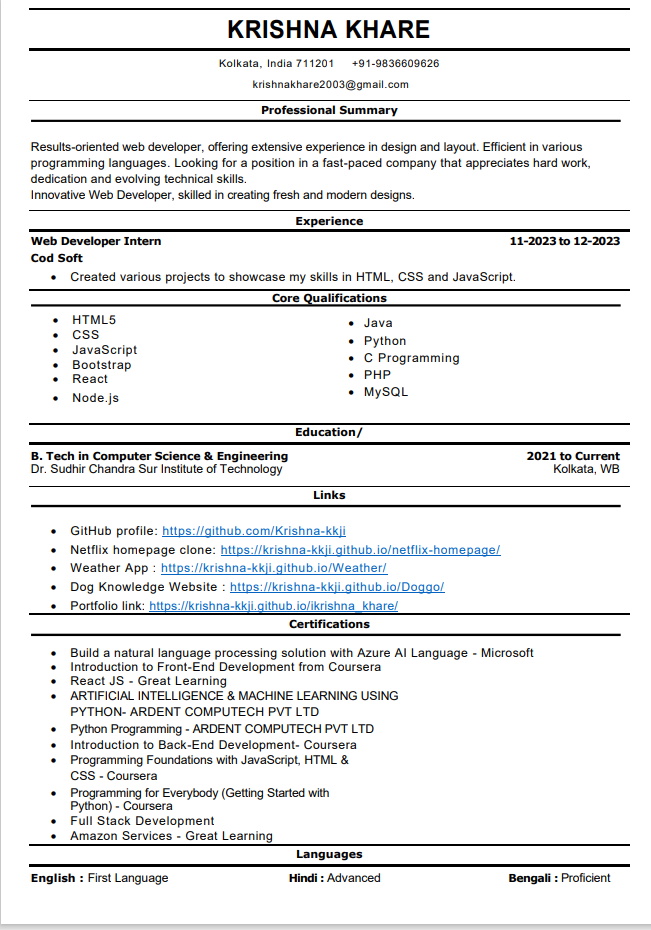 KRISHNA KHARE
Kolkata, India 711201 +91-9836609626
krishnakhare2003@gmail.com
Professional Summary
Results-oriented web developer, offering extensive experience in design and layout. Efficient in various
programming languages. Looking for a position in a fast-paced company that appreciates hard work,
dedication and evolving technical skills.
Innovative Web Developer, skilled in creating fresh and modern designs.
Experience
Web Developer Intern 11-2023 to 12-2023
Cod Soft
• Created various projects to showcase my skills in HTML, CSS and JavaScript.
Core Qualifications
• HTML5
• CSS
• JavaScript
• Bootstrap
• React
• Node.js
• Java
• Python
• C Programming
• PHP
• MySQL
Education/
B. Tech in Computer Science & Engineering 2021 to Current
Dr. Sudhir Chandra Sur Institute of Technology Kolkata, WB
Links
• GitHub profile: https://github.com/Krishna-kkji
• Netflix homepage clone: https://krishna-kkji.github.io/netflix-homepage/
• Weather App : https://krishna-kkji.github.io/Weather/
• Dog Knowledge Website : https://krishna-kkji.github.io/Doggo/
• Portfolio link: https://krishna-kkji.github.io/ikrishna_khare/
Certifications
• Build a natural language processing solution with Azure AI Language - Microsoft
• Introduction to Front-End Development from Coursera
• React JS - Great Learning
• ARTIFICIAL INTELLIGENCE & MACHINE LEARNING USING
PYTHON- ARDENT COMPUTECH PVT LTD
• Python Programming - ARDENT COMPUTECH PVT LTD
• Introduction to Back-End Development- Coursera
• Programming Foundations with JavaScript, HTML &
CSS - Coursera
• Programming for Everybody (Getting Started with
Python) - Coursera
• Full Stack Development
• Amazon Services - Great Learning
Languages
English : First Language Hindi : Advanced Bengali : Proficient